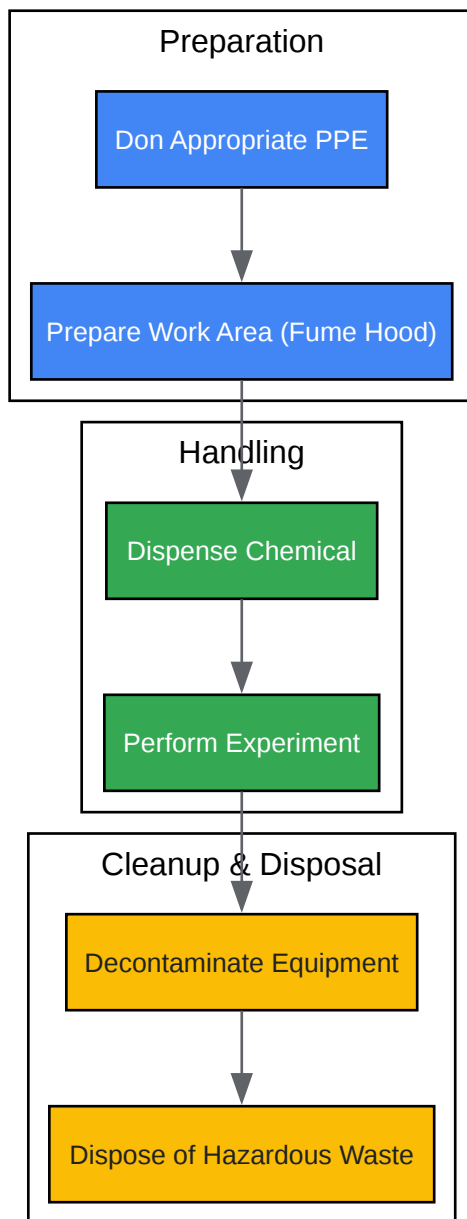 Preparation
Don Appropriate PPE
Prepare Work Area (Fume Hood)
Handling
Dispense Chemical
Perform Experiment
Cleanup & Disposal
Decontaminate Equipment
Dispose of Hazardous Waste